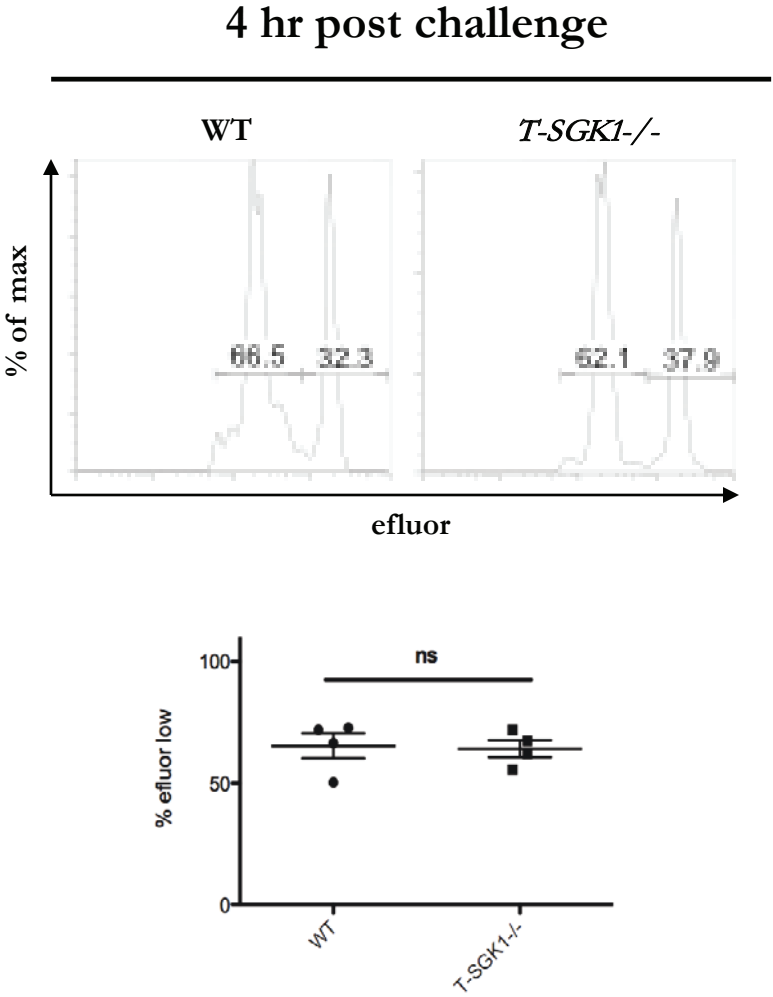 4 hr post challenge
WT
T-SGK1-/-
% of max
66.5
32.3
62.1
37.9
efluor
ns
100
% efluor low
50
0
WT
T-SGK1-/-